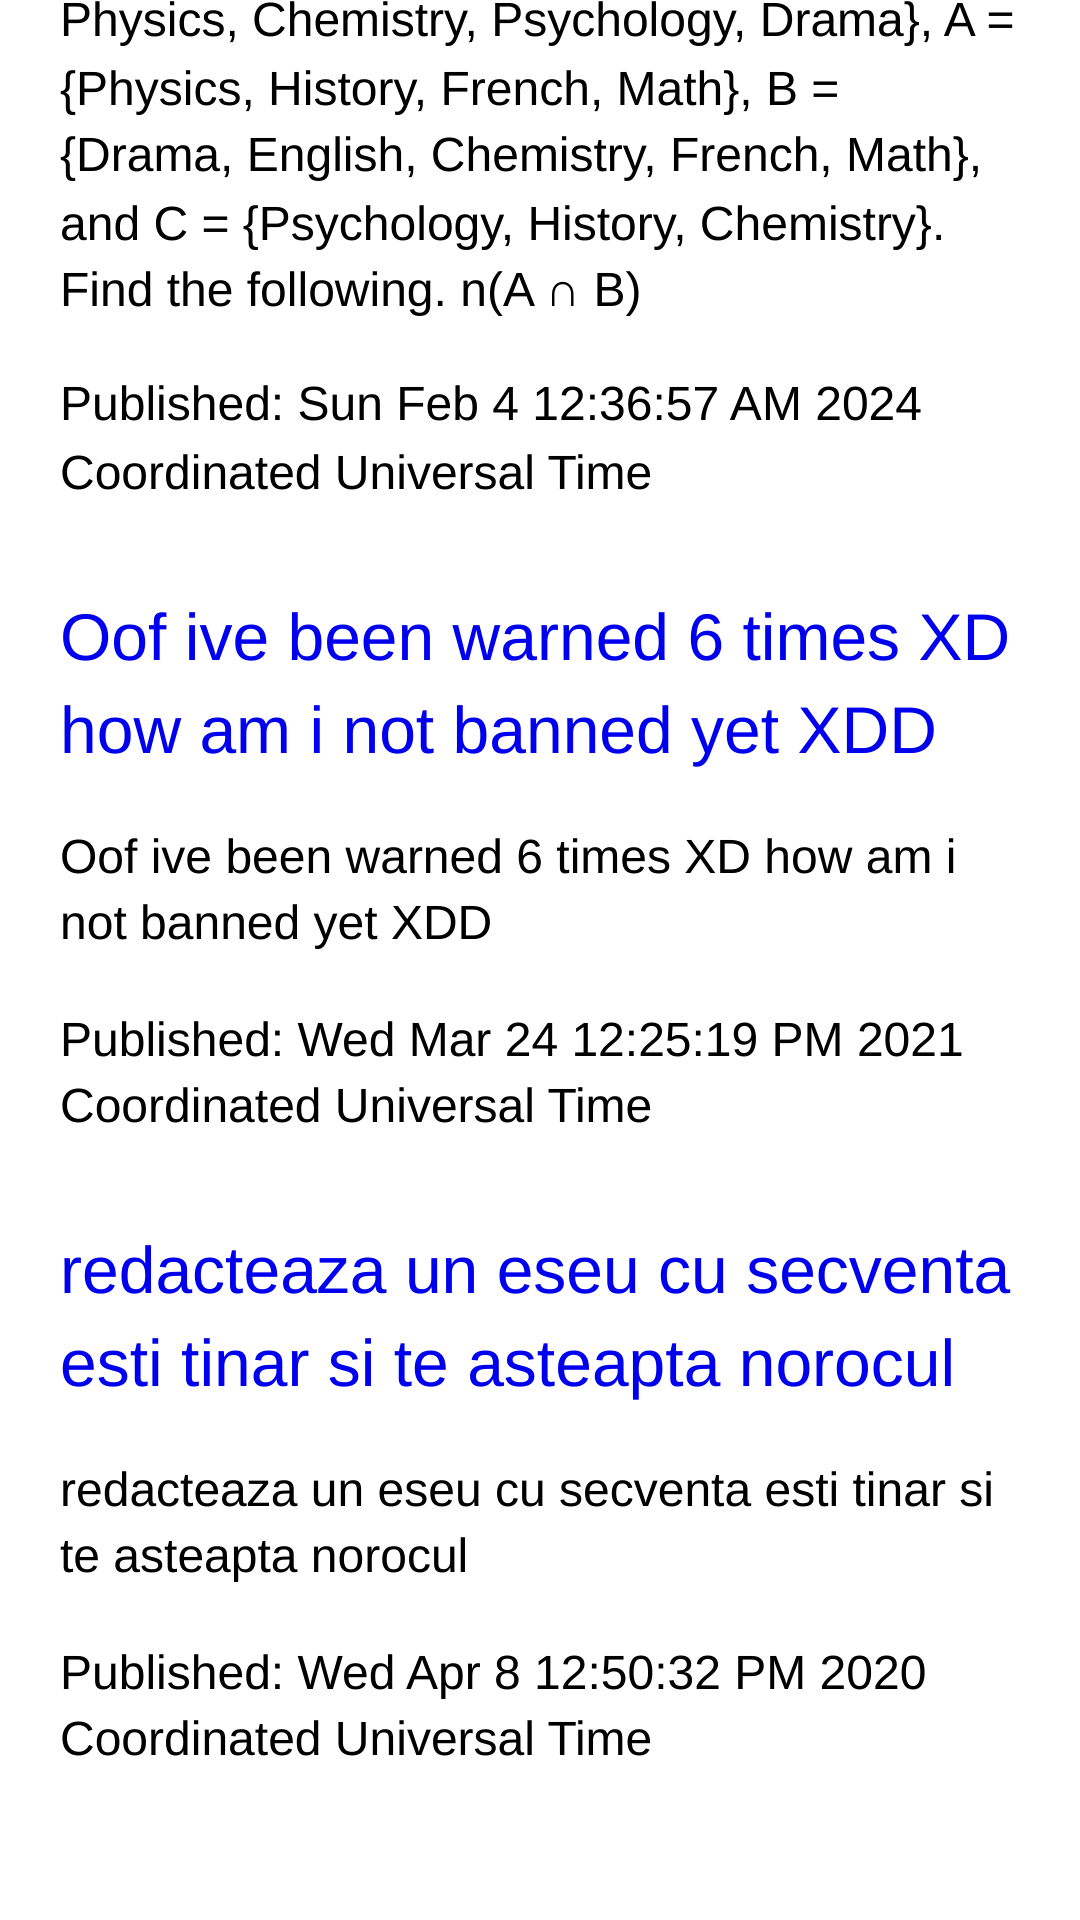 Physics, Chemistry, Psychology, Drama}, A =
{Physics, History, French, Math}, B =
{Drama, English, Chemistry, French, Math},
and C = {Psychology, History, Chemistry}.
Find the following. n(A ∩ B)
Published: Sun Feb 4 12:36:57 AM 2024
Coordinated Universal Time
Oof ive been warned 6 times XD
how am i not banned yet XDD
Oof ive been warned 6 times XD how am i
not banned yet XDD
Published: Wed Mar 24 12:25:19 PM 2021
Coordinated Universal Time
redacteaza un eseu cu secventa
esti tinar si te asteapta norocul
redacteaza un eseu cu secventa esti tinar si
te asteapta norocul
Published: Wed Apr 8 12:50:32 PM 2020
Coordinated Universal Time